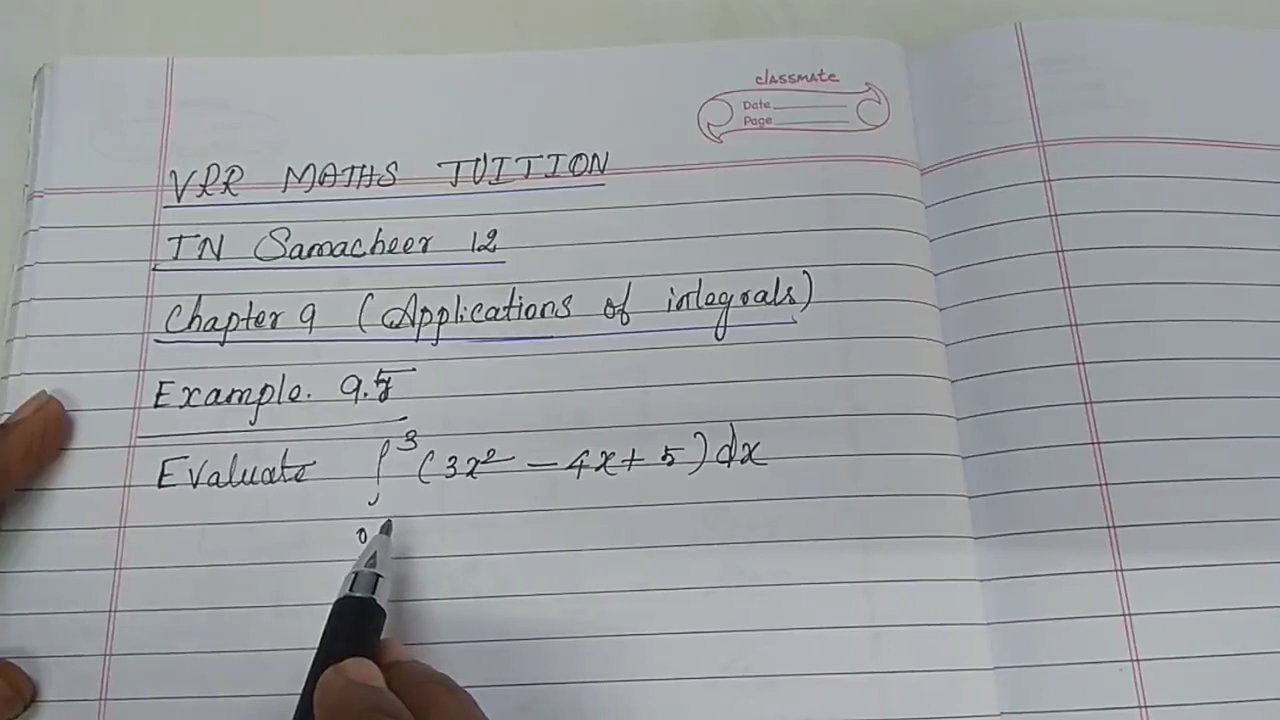 classmate
Date
Page
VRR MATHS TUITION
TN Samacheer 12
Chapter 9 (Applications of integrals)
Example. 9.
Evaluate ∫₀³ (3x² - 4x + 5) dx